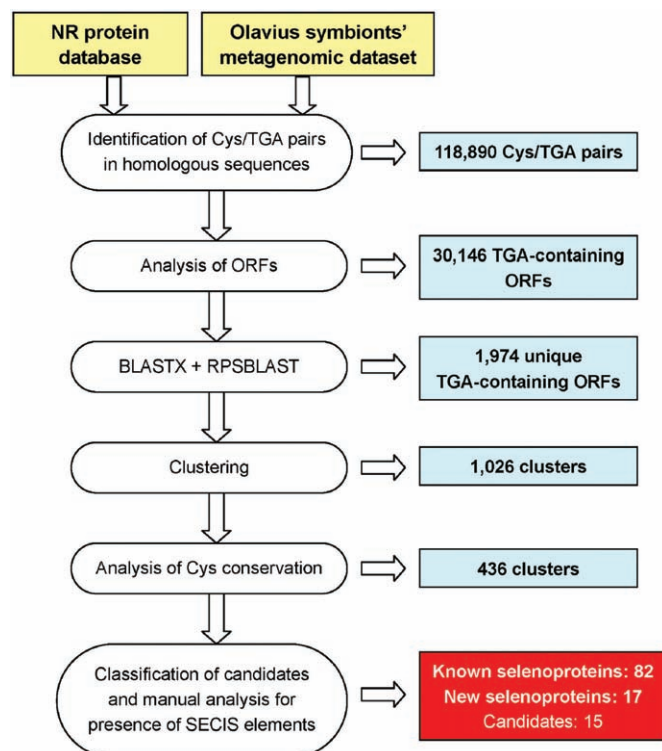 NR protein
database
Olavius symbionts'
metagenomic dataset
Identification of Cys/TGA pairs
in homologous sequences
118,890 Cys/TGA pairs
Analysis of ORFs
30,146 TGA-containing
ORFs
BLASTX + RPSBLAST
1,974 unique
TGA-containing ORFs
Clustering
1,026 clusters
Analysis of Cys conservation
436 clusters
Classification of candidates
and manual analysis for
presence of SECIS elements
Known selenoproteins: 82
New selenoproteins: 17
Candidates: 15